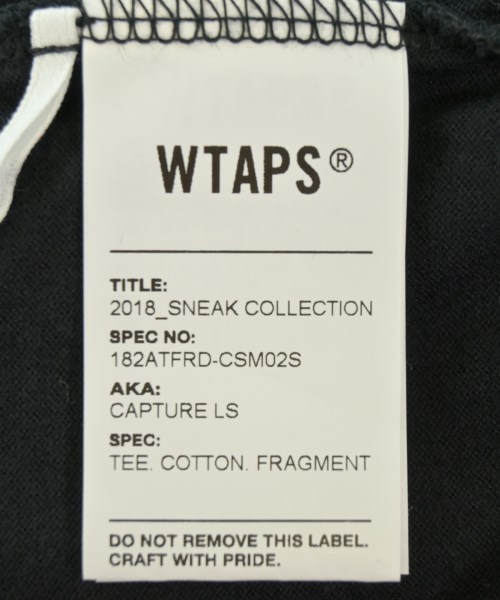 WTAPS®
TITLE:
2018_SNEAK COLLECTION
SPEC NO:
182ATFRD-CSM02S
AKA:
CAPTURE LS
SPEC:
TEE. COTTON. FRAGMENT
DO NOT REMOVE THIS LABEL.
CRAFT WITH PRIDE.